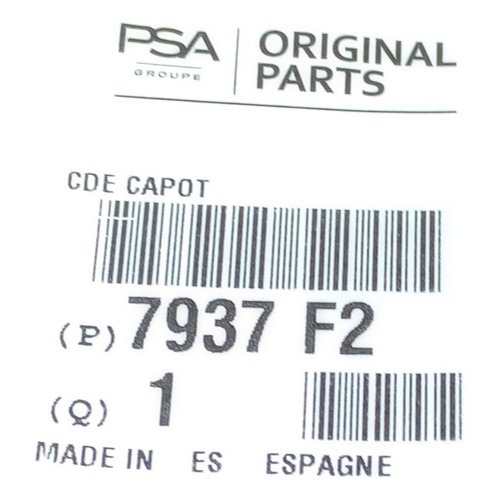 PSA
GROUPE
ORIGINAL
PARTS
CDE CAPOT
(P) 7937 F2
(Q) 1
MADE IN ES ESPAGNE